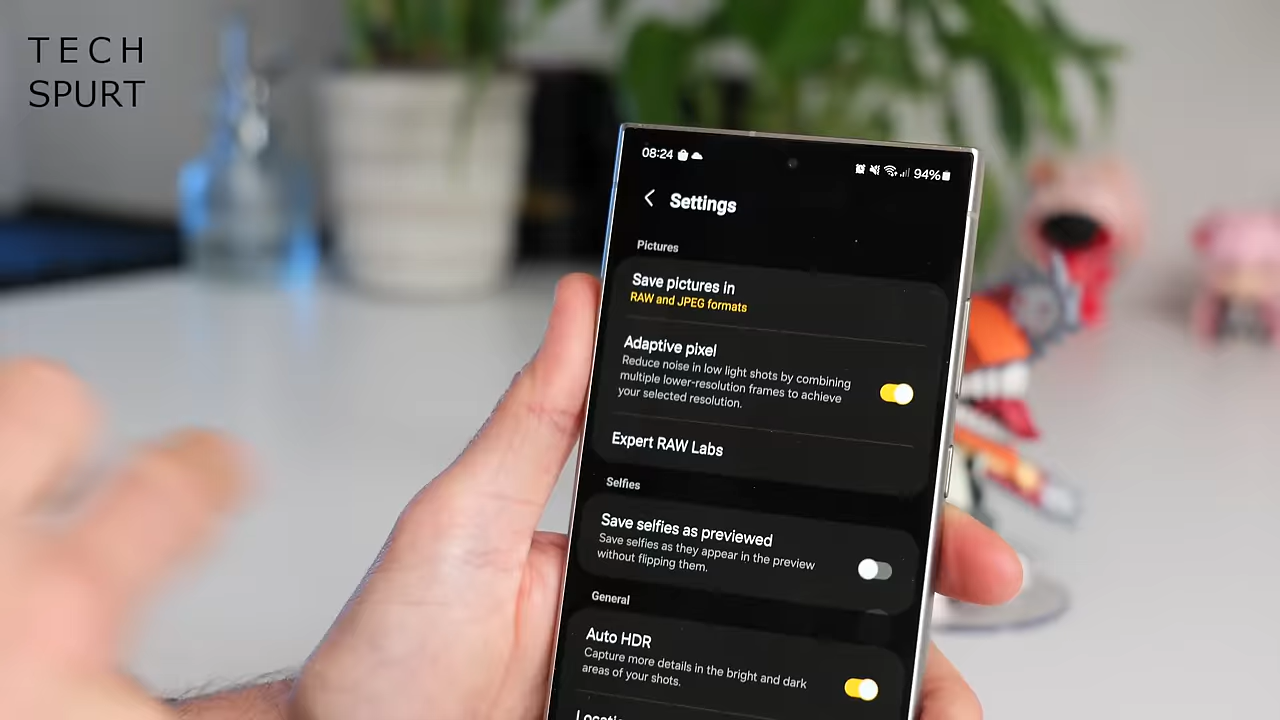 TECH
SPURT
08:24
94%
Settings
Pictures
Save pictures in
RAW and JPEG formats
Adaptive pixel
Reduce noise in low light shots by combining
multiple lower-resolution frames to achieve
your selected resolution.
Expert RAW Labs
Selfies
Save selfies as previewed
Save selfies as they appear in the preview
without flipping them.
General
Auto HDR
Capture more details in the bright and dark
areas of your shots.